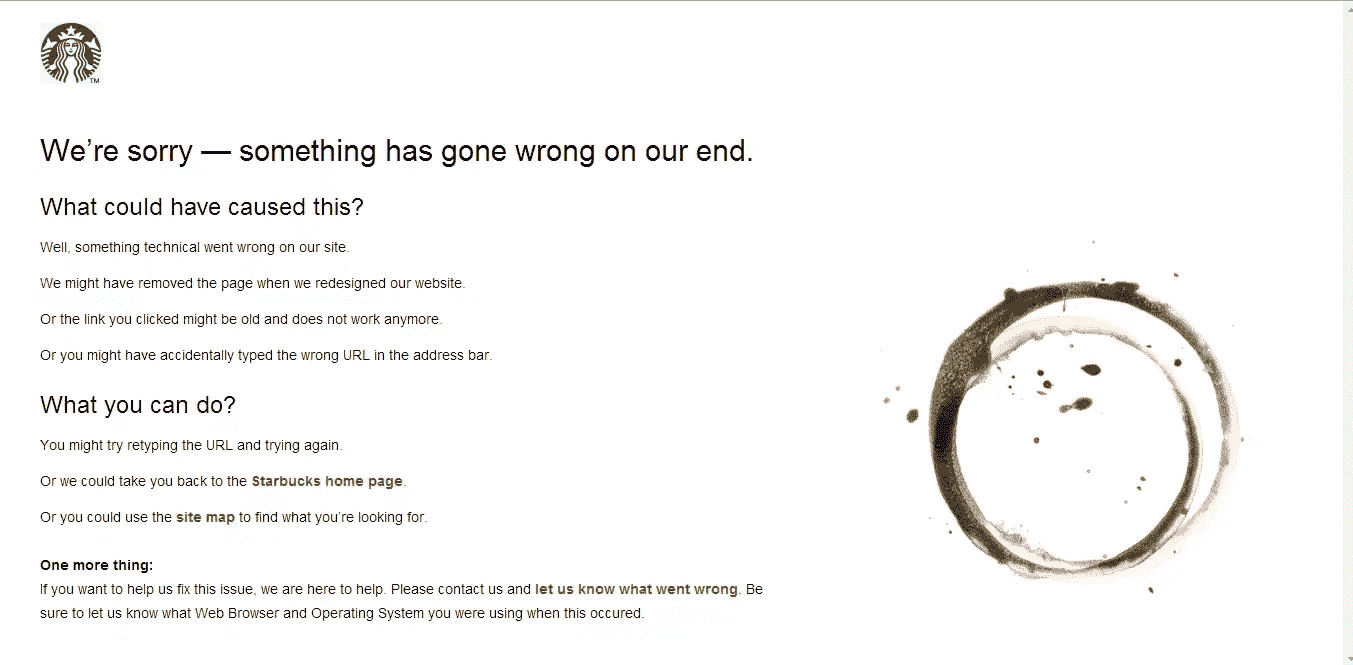 TM
We’re sorry — something has gone wrong on our end.
What could have caused this?
Well, something technical went wrong on our site.
We might have removed the page when we redesigned our website.
Or the link you clicked might be old and does not work anymore.
Or you might have accidentally typed the wrong URL in the address bar.
What you can do?
You might try retyping the URL and trying again.
Or we could take you back to the Starbucks home page.
Or you could use the site map to find what you’re looking for.
One more thing:
If you want to help us fix this issue, we are here to help. Please contact us and let us know what went wrong. Be
sure to let us know what Web Browser and Operating System you were using when this occured.